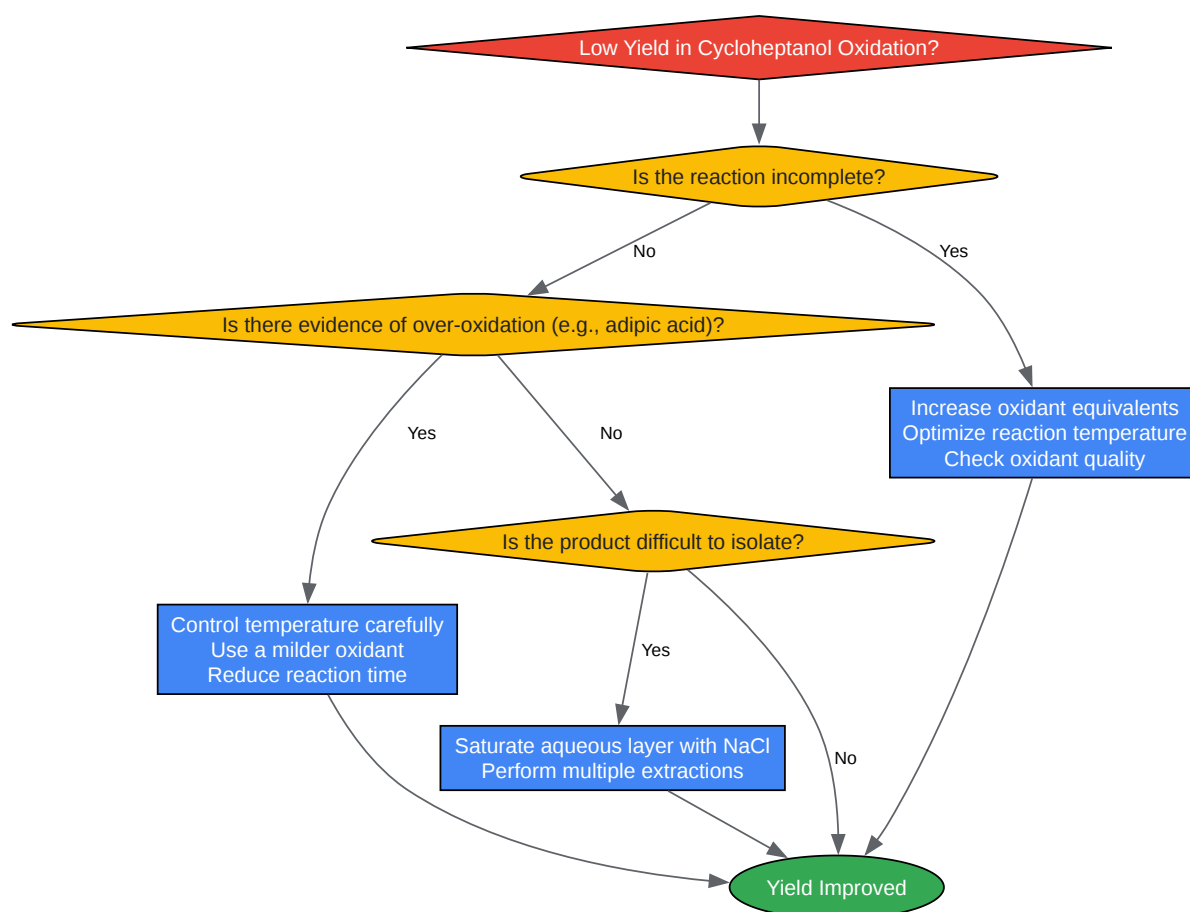 Low Yield in Cycloheptanol Oxidation?
Is the reaction incomplete?
No
Yes
Is there evidence of over-oxidation (e.g., adipic acid)?
Increase oxidant equivalents
Optimize reaction temperature
Check oxidant quality
Yes
No
Is the product difficult to isolate?
Control temperature carefully
Use a milder oxidant
Reduce reaction time
Yes
Saturate aqueous layer with NaCl
Perform multiple extractions
No
Yield Improved